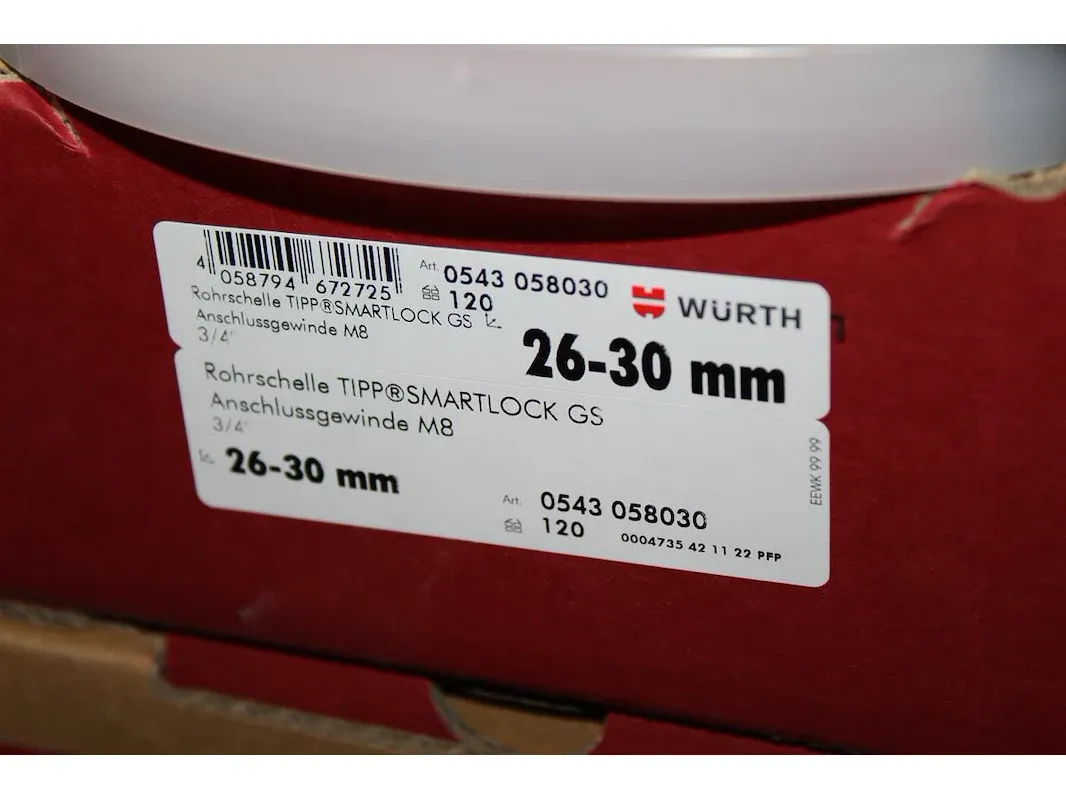 4 058794 672725
Art. 0543 058030
120
WÜRTH
Rohrschelle TIPP®SMARTLOCK GS
Anschlussgewinde M8
3/4"
26-30 mm
Rohrschelle TIPP®SMARTLOCK GS
Anschlussgewinde M8
3/4"
26-30 mm
Art. 0543 058030
120
0004735 42 11 22 PFP
EEWK 99 99